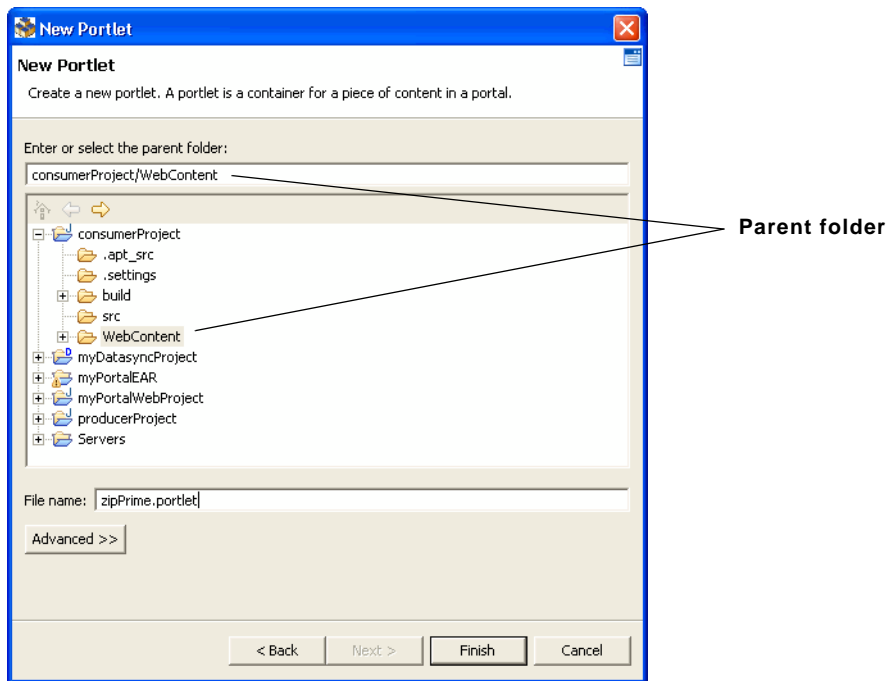 New Portlet
New Portlet
Create a new portlet. A portlet is a container for a piece of content in a portal.
Enter or select the parent folder:
consumerProject/WebContent
consumerProject
.apt_src
.settings
build
src
WebContent
myDatasyncProject
myPortalEAR
myPortalWebProject
producerProject
Servers
Parent folder
File name: zipPrime.portlet
Advanced >>
< Back Next > Finish Cancel